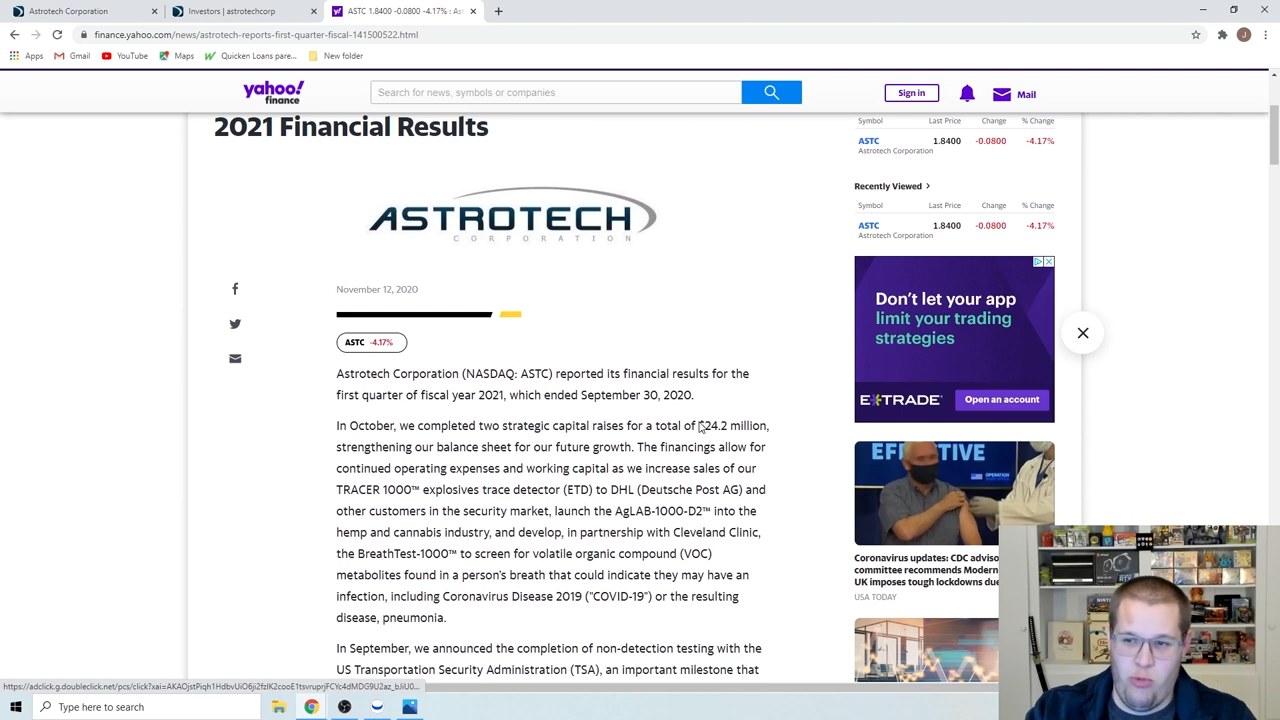 Astrotech Corporation
Investors | astrotechcorp
ASTC 1.8400 -0.0800 -4.17% : As
finance.yahoo.com/news/astrotech-reports-first-quarter-fiscal-141500522.html
J
Apps
Gmail
YouTube
Maps
Quicken Loans pare...
New folder
yahoo!
finance
Search for news, symbols or companies
Sign in
Mail
2021 Financial Results
ASTROTECH
CORPORATION
November 12, 2020
ASTC -4.17%
Astrotech Corporation (NASDAQ: ASTC) reported its financial results for the
first quarter of fiscal year 2021, which ended September 30, 2020.
In October, we completed two strategic capital raises for a total of $24.2 million,
strengthening our balance sheet for our future growth. The financings allow for
continued operating expenses and working capital as we increase sales of our
TRACER 1000™ explosives trace detector (ETD) to DHL (Deutsche Post AG) and
other customers in the security market, launch the AgLAB-1000-D2™ into the
hemp and cannabis industry, and develop, in partnership with Cleveland Clinic,
the BreathTest-1000™ to screen for volatile organic compound (VOC)
metabolites found in a person's breath that could indicate they may have an
infection, including Coronavirus Disease 2019 ("COVID-19") or the resulting
disease, pneumonia.
In September, we announced the completion of non-detection testing with the
US Transportation Security Administration (TSA), an important milestone that
Symbol Last Price Change % Change
ASTC 1.8400 -0.0800 -4.17%
Astrotech Corporation
Recently Viewed
Symbol Last Price Change % Change
ASTC 1.8400 -0.0800 -4.17%
Astrotech Corporation
Don't let your app
limit your trading
strategies
E*TRADE Open an account
EFFECTIVE
OPERATION
Coronavirus updates: CDC adviso
committee recommends Modern
UK imposes tough lockdowns due
USA TODAY
Type here to search